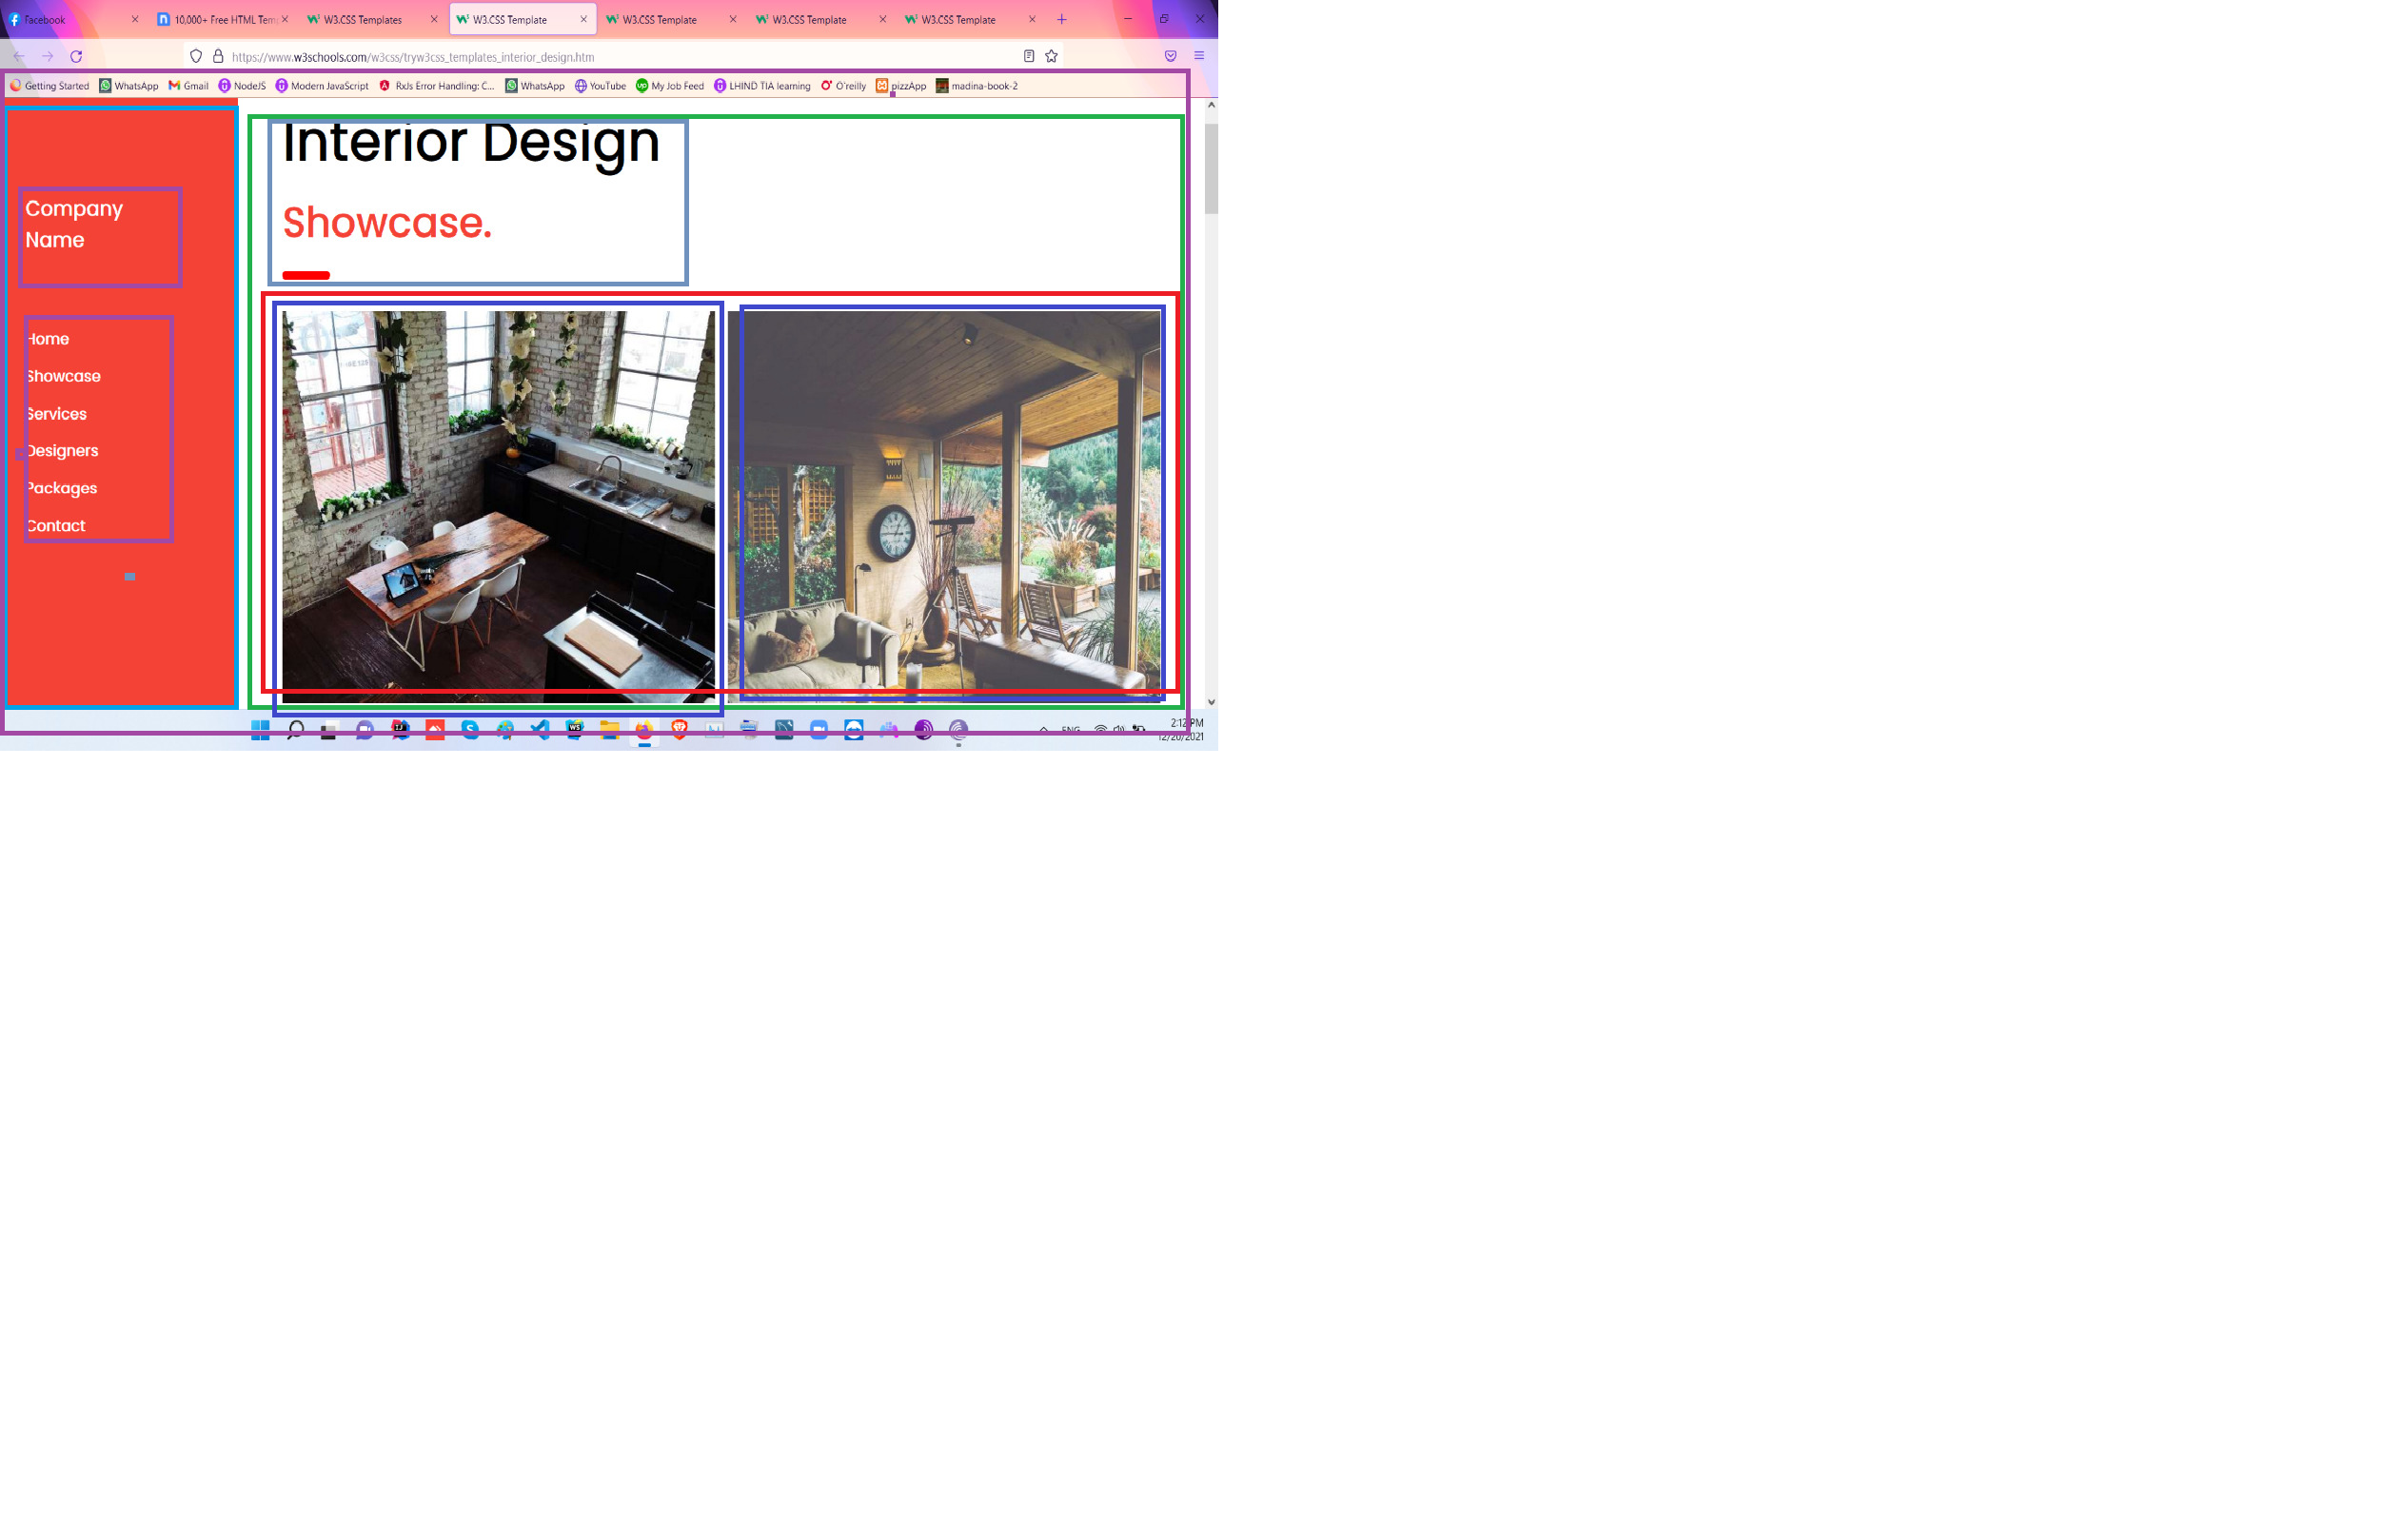 Facebook
10,000+ Free HTML Tem
W3.CSS Templates
W3.CSS Template
W3.CSS Template
W3.CSS Template
W3.CSS Template
https://www.w3schools.com/w3css/tryw3css_templates_interior_design.htm
Getting Started WhatsApp Gmail NodeJS Modern JavaScript RxJs Error Handling: C... WhatsApp YouTube My Job Feed LHIND TIA learning O'reilly pizzApp madina-book-2
Company
Name
Home
Showcase
Services
Designers
Packages
Contact
Interior Design
Showcase.
ENG
2:12 PM
12/20/2021